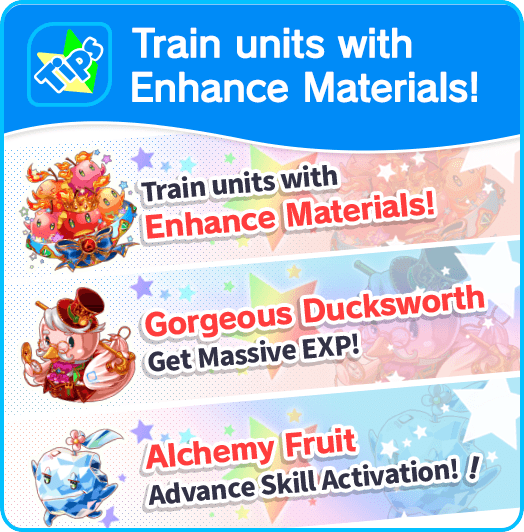 Tips
Train units with
Enhance Materials!
Train units with
Enhance Materials!
Gorgeous Ducksworth
Get Massive EXP!
Alchemy Fruit
Advance Skill Activation! !